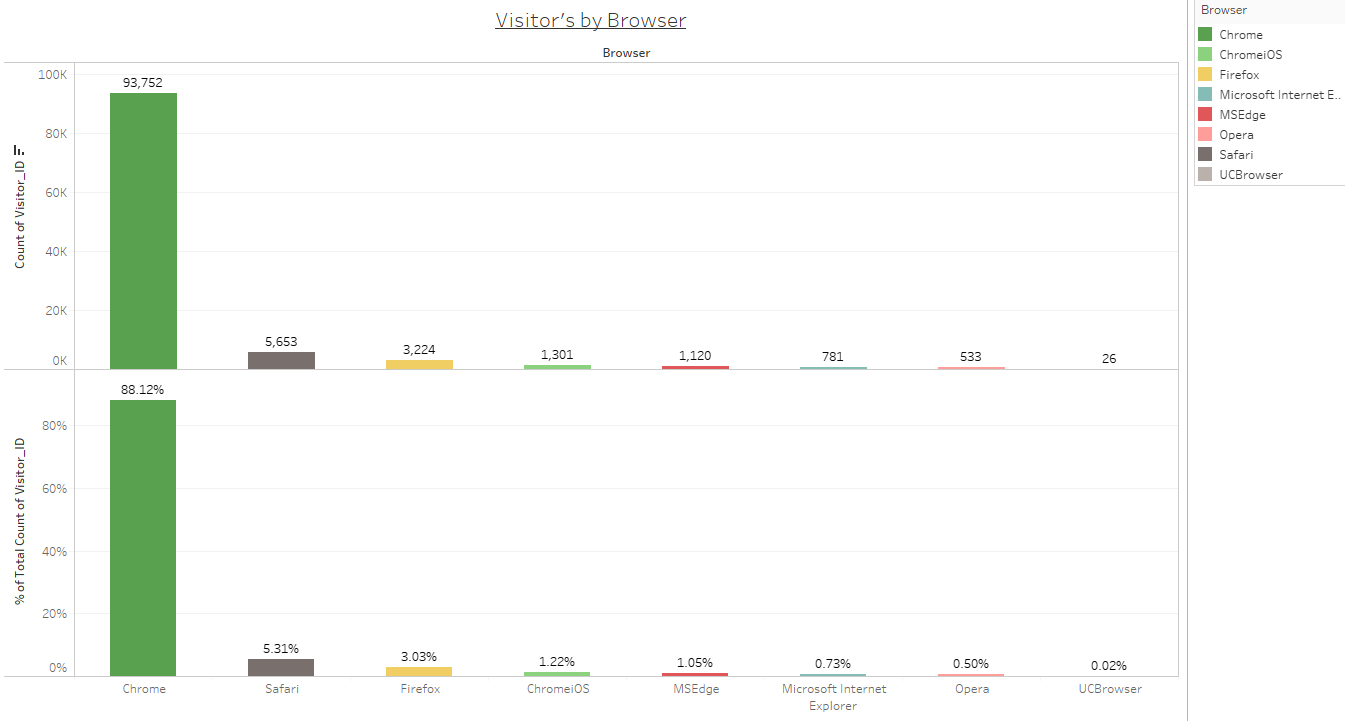 Visitor's by Browser
Browser
100K
80K
60K
40K
20K
0K
Count of Visitor_ID
93,752
5,653
3,224
1,301
1,120
781
533
26
80%
60%
40%
20%
0%
% of Total Count of Visitor_ID
88.12%
5.31%
3.03%
1.22%
1.05%
0.73%
0.50%
0.02%
Chrome
Safari
Firefox
ChromeiOS
MSEdge
Microsoft Internet
Explorer
Opera
UCBrowser
Browser
Chrome
ChromeiOS
Firefox
Microsoft Internet E..
MSEdge
Opera
Safari
UCBrowser